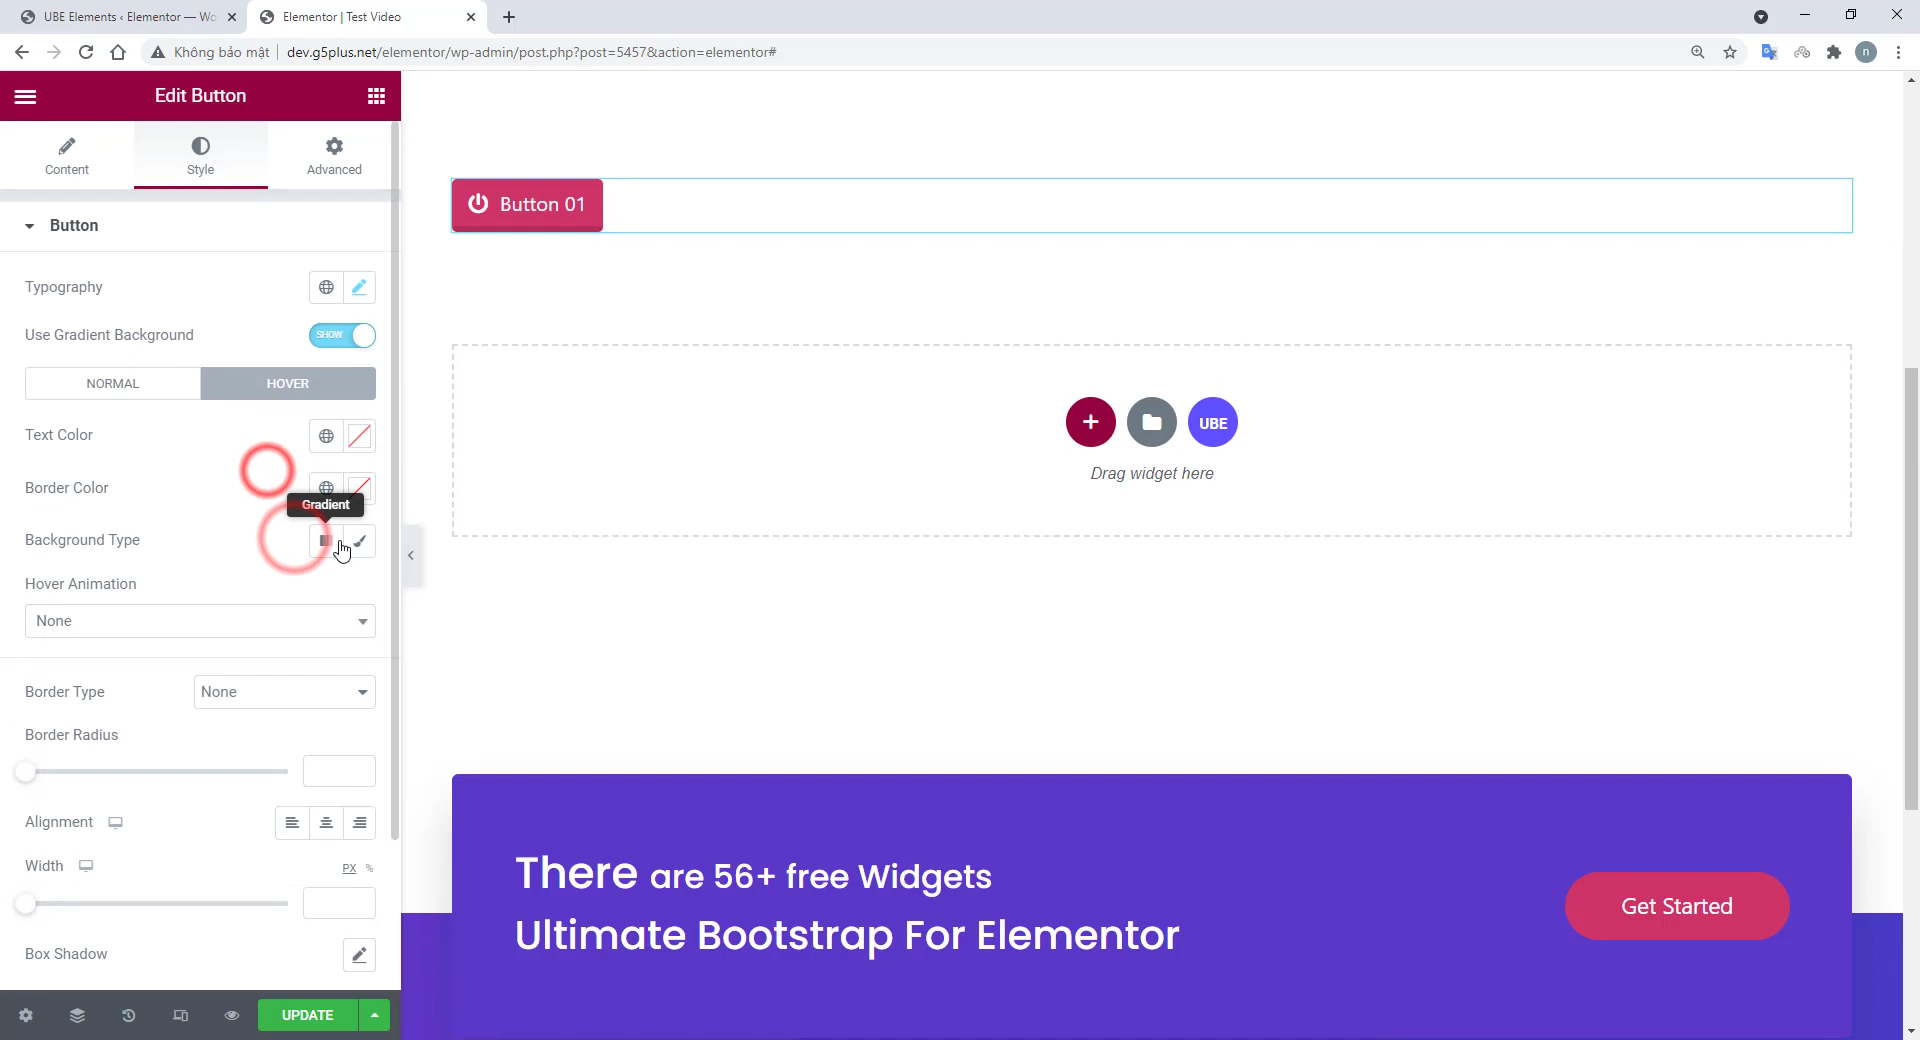 UBE Elements ‹ Elementor — Wo
Elementor | Test Video
Không bảo mật
dev.g5plus.net/elementor/wp-admin/post.php?post=5457&action=elementor#
n
Edit Button
Content
Style
Advanced
Button
Typography
Use Gradient Background
SHOW
NORMAL
HOVER
Text Color
Border Color
Gradient
Background Type
Hover Animation
None
Border Type
None
Border Radius
Alignment
Width
PX %
Box Shadow
UPDATE
Button 01
UBE
Drag widget here
There are 56+ free Widgets
Ultimate Bootstrap For Elementor
Get Started